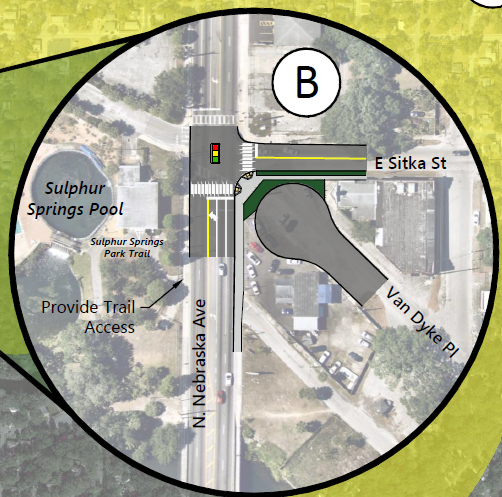 B
E Sitka St
Sulphur
Springs Pool
Sulphur Springs
Park Trail
Provide Trail
Access
N. Nebraska Ave
Van Dyke Pl